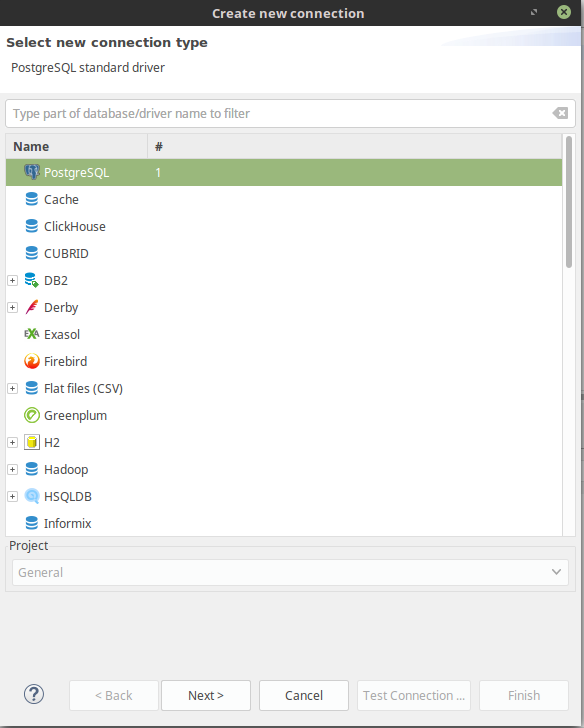 Create new connection
Select new connection type
PostgreSQL standard driver
Type part of database/driver name to filter
Name #
PostgreSQL 1
Cache
ClickHouse
CUBRID
DB2
Derby
EXA Exasol
Firebird
Flat files (CSV)
Greenplum
H2
Hadoop
HSQLDB
Informix
Project
General
? < Back Next > Cancel Test Connection ... Finish